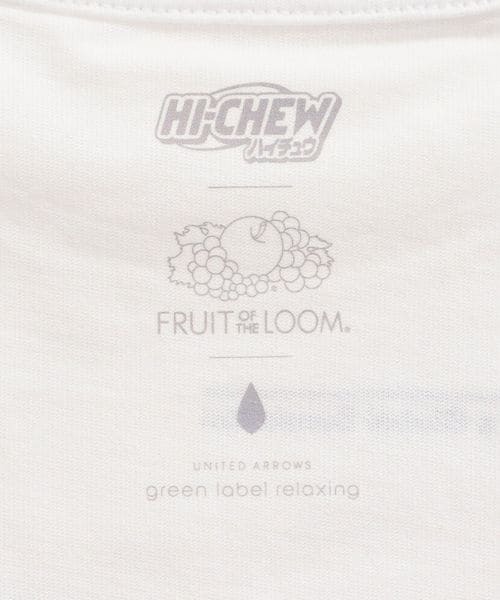 HI-CHEW
ハイチュウ
FRUIT OF THE LOOM®
UNITED ARROWS
green label relaxing